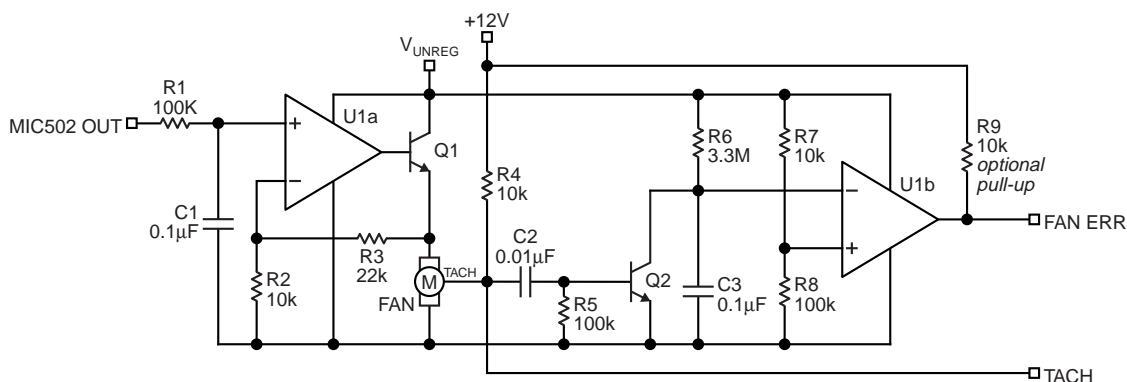 +12V
V UNREG
R1
100K
MIC502 OUT
+
U1a
−
Q1
R4
10k
R6
3.3M
R7
10k
R9
10k
optional
pull-up
−
U1b
+
FAN ERR
C1
0.1µF
R3
22k
R2
10k
M
TACH
FAN
C2
0.01µF
R5
100k
Q2
C3
0.1µF
R8
100k
TACH